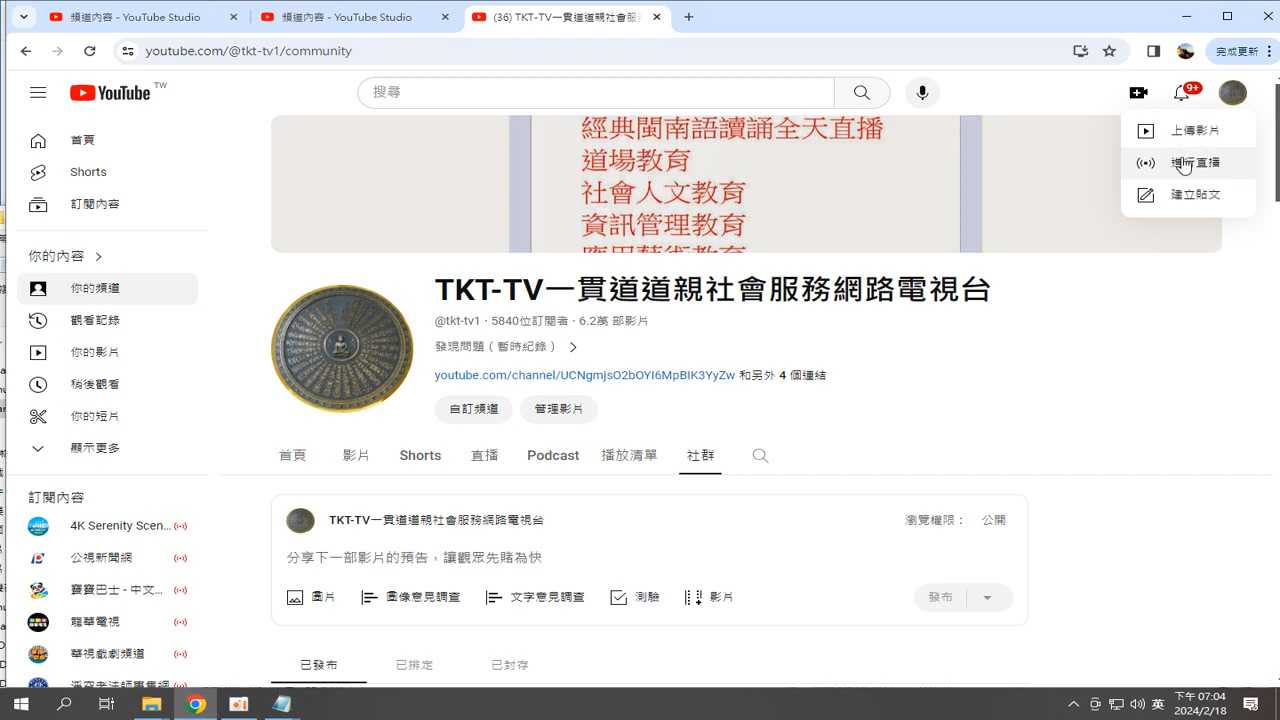 頻道內容 - YouTube Studio
頻道內容 - YouTube Studio
(36) TKT-TV一貫道道親社會服
youtube.com/@tkt-tv1/community
完成更新
YouTube TW
搜尋
9+
經典閩南語讀誦全天直播
道場教育
社會人文教育
資訊管理教育
應用藝術教育
上傳影片
進行直播
建立貼文
首頁
Shorts
訂閱內容
你的內容
你的頻道
觀看記錄
你的影片
稍後觀看
你的短片
顯示更多
訂閱內容
4K Serenity Scen...
公視新聞網
寶寶巴士 - 中文...
龍華電視
華視戲劇頻道
淨空老法師專集網
TKT-TV一貫道道親社會服務網路電視台
@tkt-tv1 · 5840位訂閱者 · 6.2萬 部影片
發現問題 ( 暫時紀錄 )
youtube.com/channel/UCNgmjsO2bOYI6MpBIK3YyZw 和另外 4 個連結
自訂頻道
管理影片
首頁
影片
Shorts
直播
Podcast
播放清單
社群
TKT-TV一貫道道親社會服務網路電視台
瀏覽權限：
公開
分享下一部影片的預告，讓觀眾先睹為快
圖片
圖像意見調查
文字意見調查
測驗
影片
發布
已發布
已排定
已封存
英
下午 07:04
2024/2/18